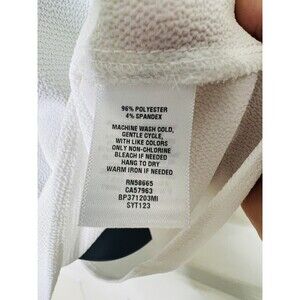 96% POLYESTER
4% SPANDEX
MACHINE WASH COLD,
GENTLE CYCLE,
WITH LIKE COLORS
ONLY NON-CHLORINE
BLEACH IF NEEDED
HANG TO DRY
WARM IRON IF NEEDED
RN58665
CA57963
BP371203MI
SYT123